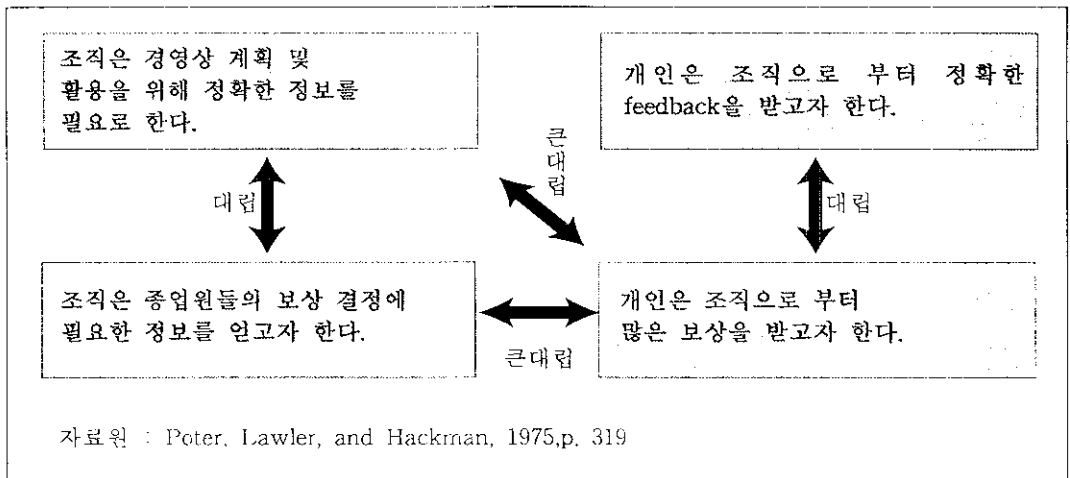 조직은 경영상 계획 및
활용을 위해 정확한 정보를
필요로 한다.
개인은 조직으로 부터 정확한
feedback을 받고자 한다.
큰대립
대립
대립
조직은 종업원들의 보상 결정에
필요한 정보를 얻고자 한다.
개인은 조직으로 부터
많은 보상을 받고자 한다.
큰대립
자료원 : Poter, Lawler, and Hackman, 1975,p. 319